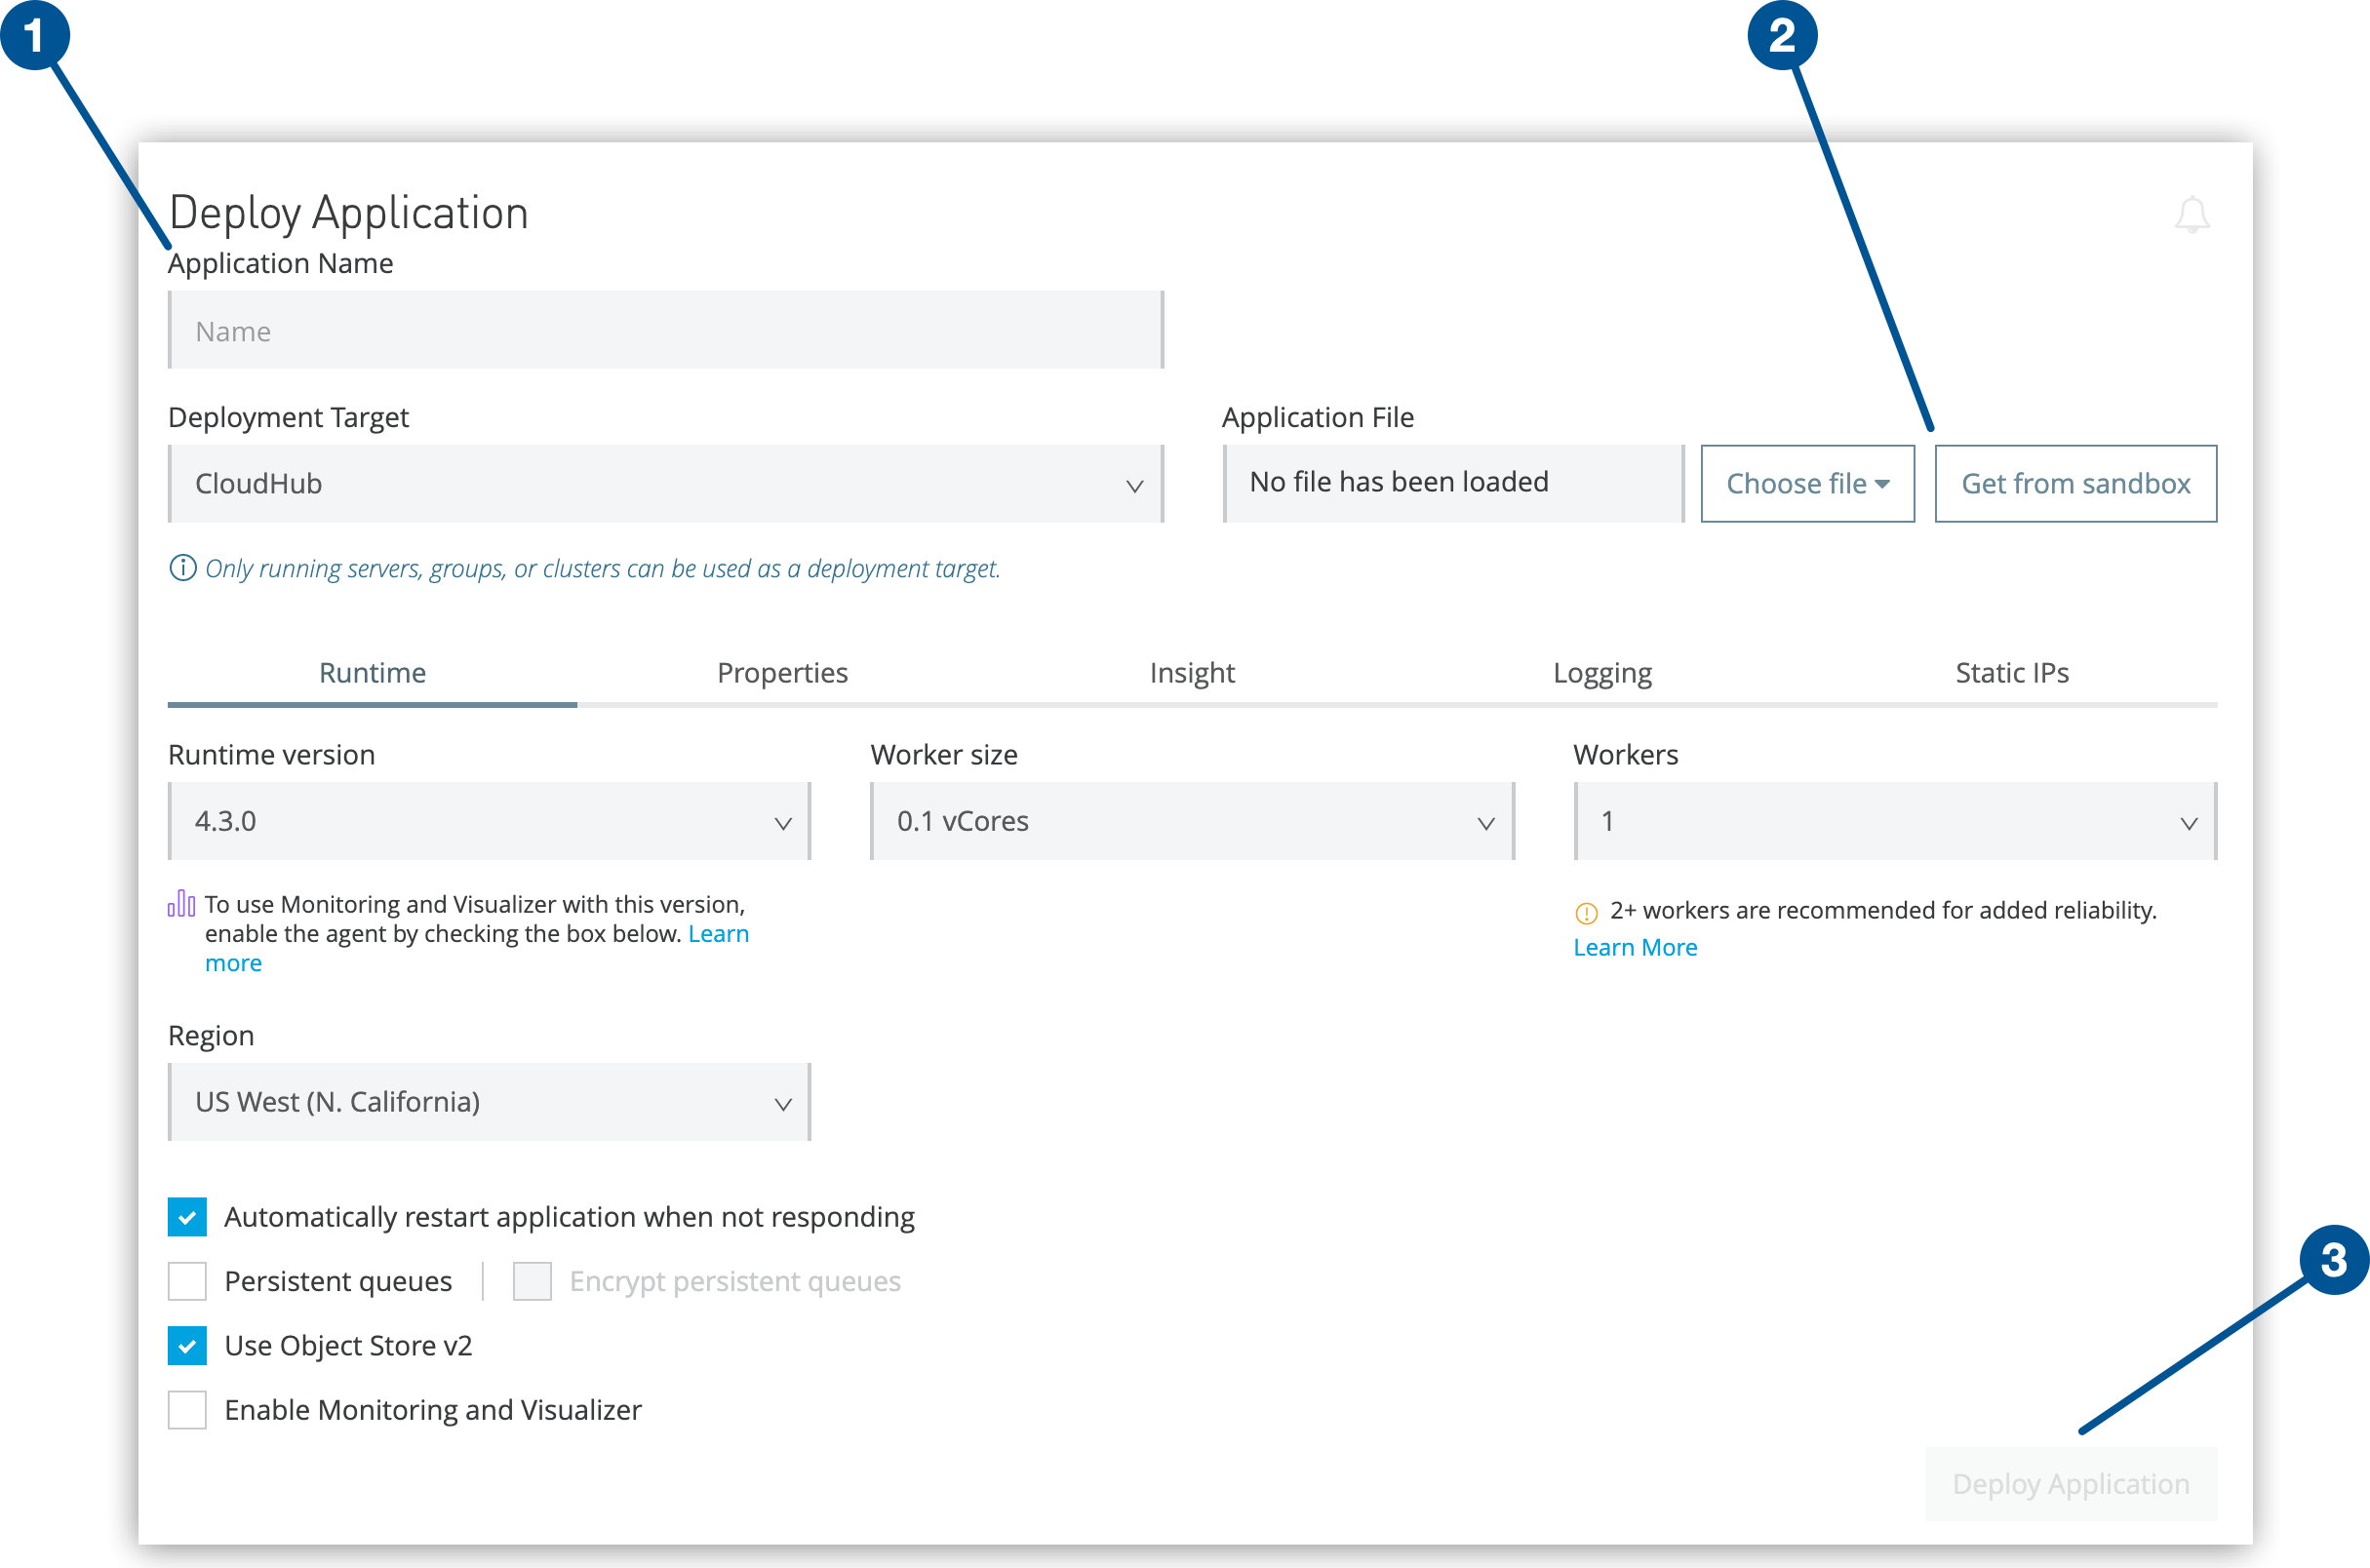 1
2
Deploy Application
Application Name
Name
Deployment Target
Application File
CloudHub
No file has been loaded
Choose file
Get from sandbox
Only running servers, groups, or clusters can be used as a deployment target.
Runtime
Properties
Insight
Logging
Static IPs
Runtime version
Worker size
Workers
4.3.0
0.1 vCores
1
To use Monitoring and Visualizer with this version,
enable the agent by checking the box below. Learn
more
2+ workers are recommended for added reliability.
Learn More
Region
US West (N. California)
Automatically restart application when not responding
Persistent queues
Encrypt persistent queues
3
Use Object Store v2
Enable Monitoring and Visualizer
Deploy Application